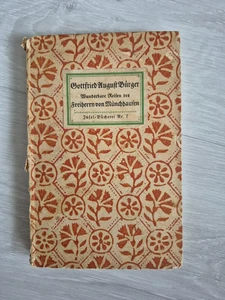 Gottfried August Bürger
Wunderbare Reisen des
Freiherrn von Münchhausen
Insel-Bücherei Nr. 7